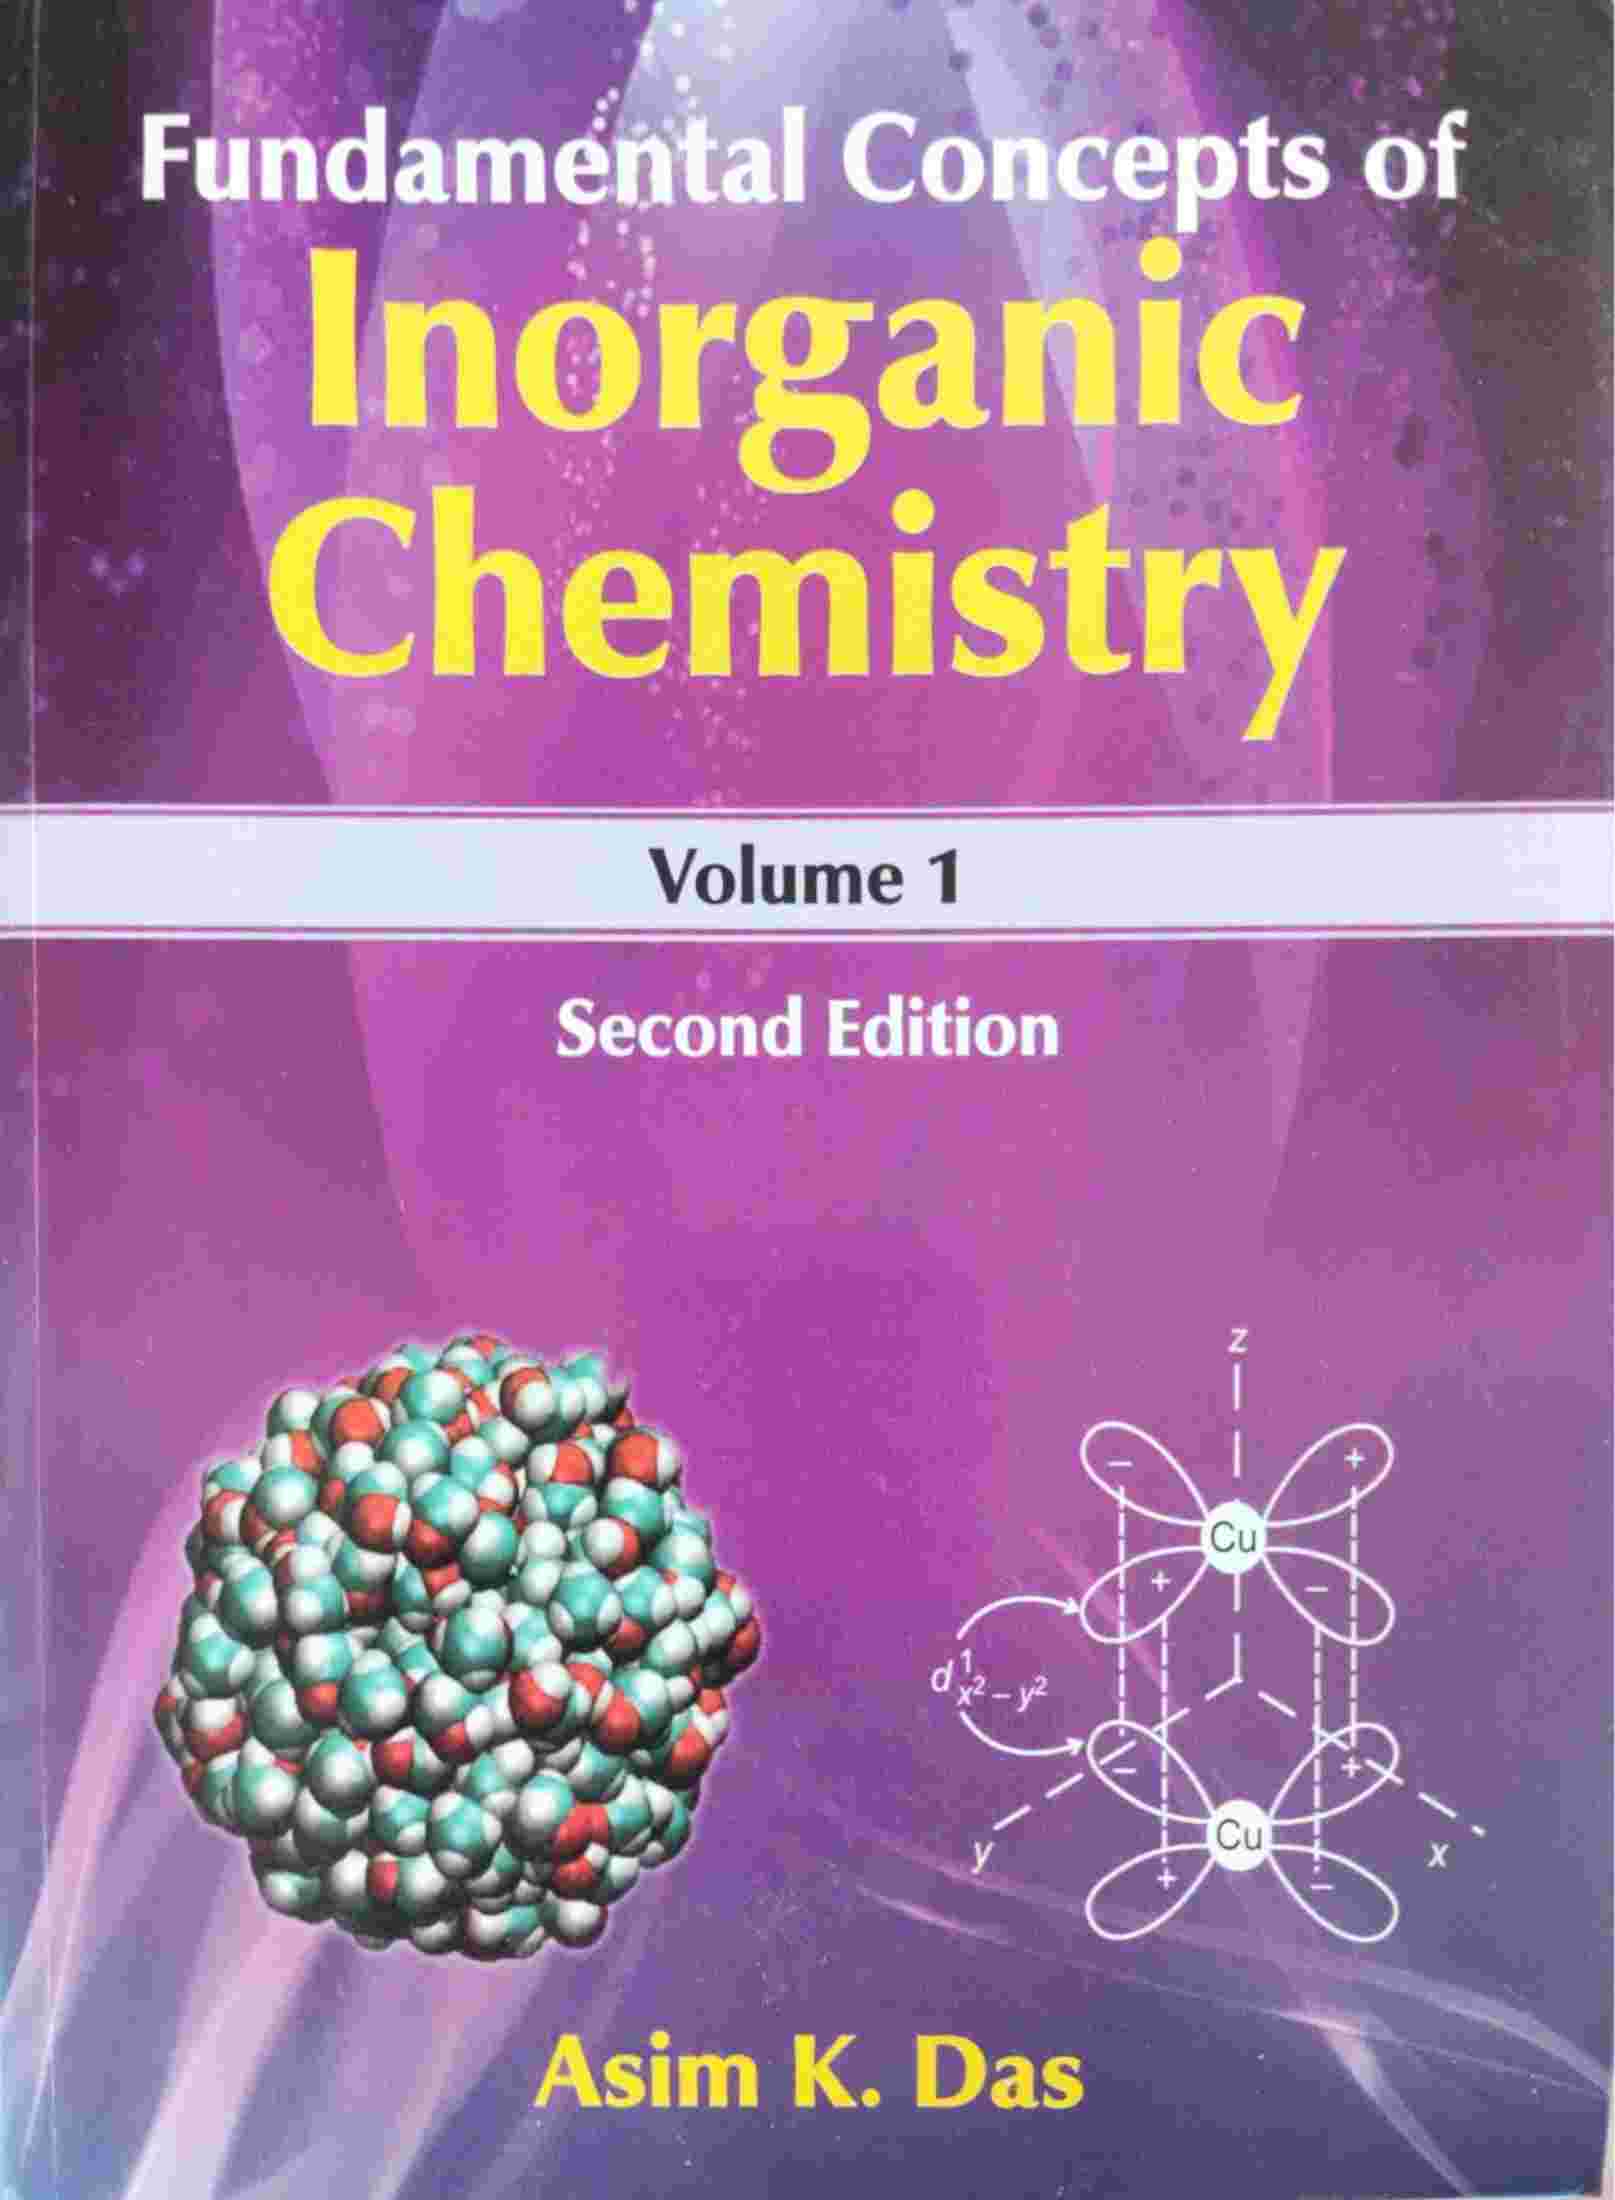 Fundamental Concepts of
Inorganic
Chemistry
Volume 1
Second Edition
z
− +
Cu
+ −
d¹x² − y²
− +
Cu
y x
+ −
Asim K. Das